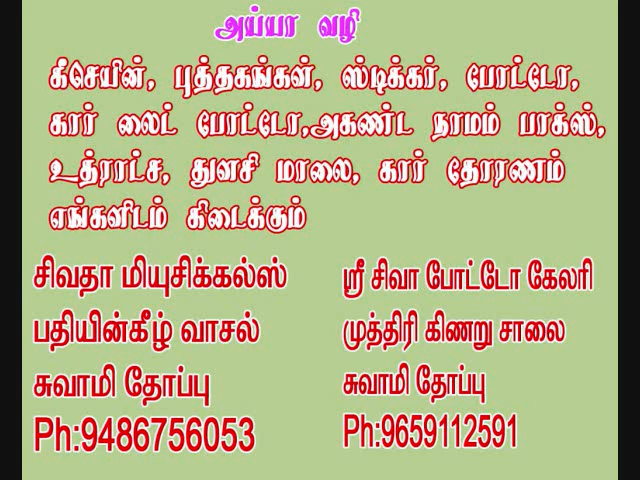 அய்யா வழி
கீசெயின், புத்தகங்கள், ஸ்டிக்கர், போட்டோ,
கார் லைட் போட்டோ,அகண்ட நாமம் பாக்ஸ்,
உத்ராட்ச, துளசி மாலை, கார் தோரணம்
எங்களிடம் கிடைக்கும்
சிவதா மியுசிக்கல்ஸ்
பதியின்கீழ் வாசல்
சுவாமி தோப்பு
Ph:9486756053
ஸ்ரீ சிவா போட்டோ கேலரி
முத்திரி கிணறு சாலை
சுவாமி தோப்பு
Ph:9659112591